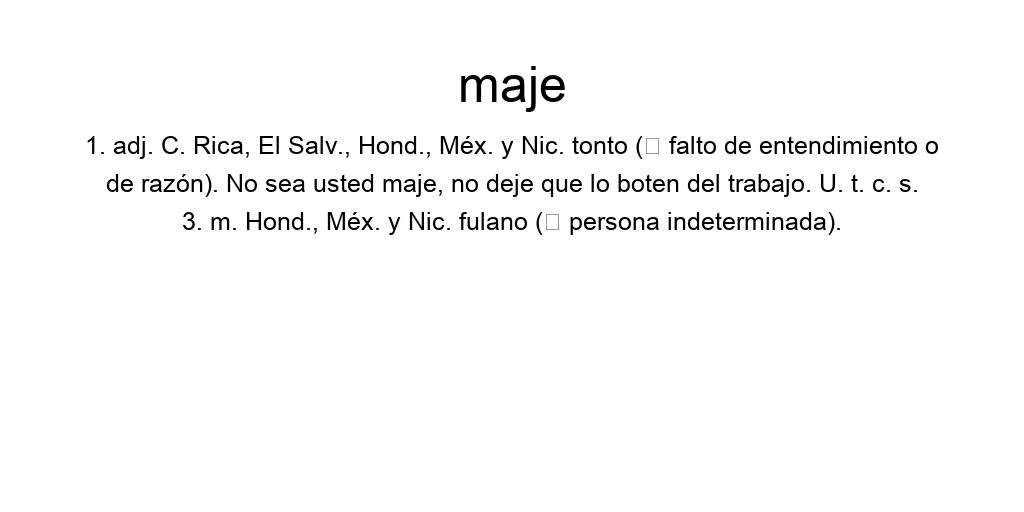 maje
1. adj. C. Rica, El Salv., Hond., Méx. y Nic. tonto (□ falto de entendimiento o
de razón). No sea usted maje, no deje que lo boten del trabajo. U. t. c. s.
3. m. Hond., Méx. y Nic. fulano (□ persona indeterminada).